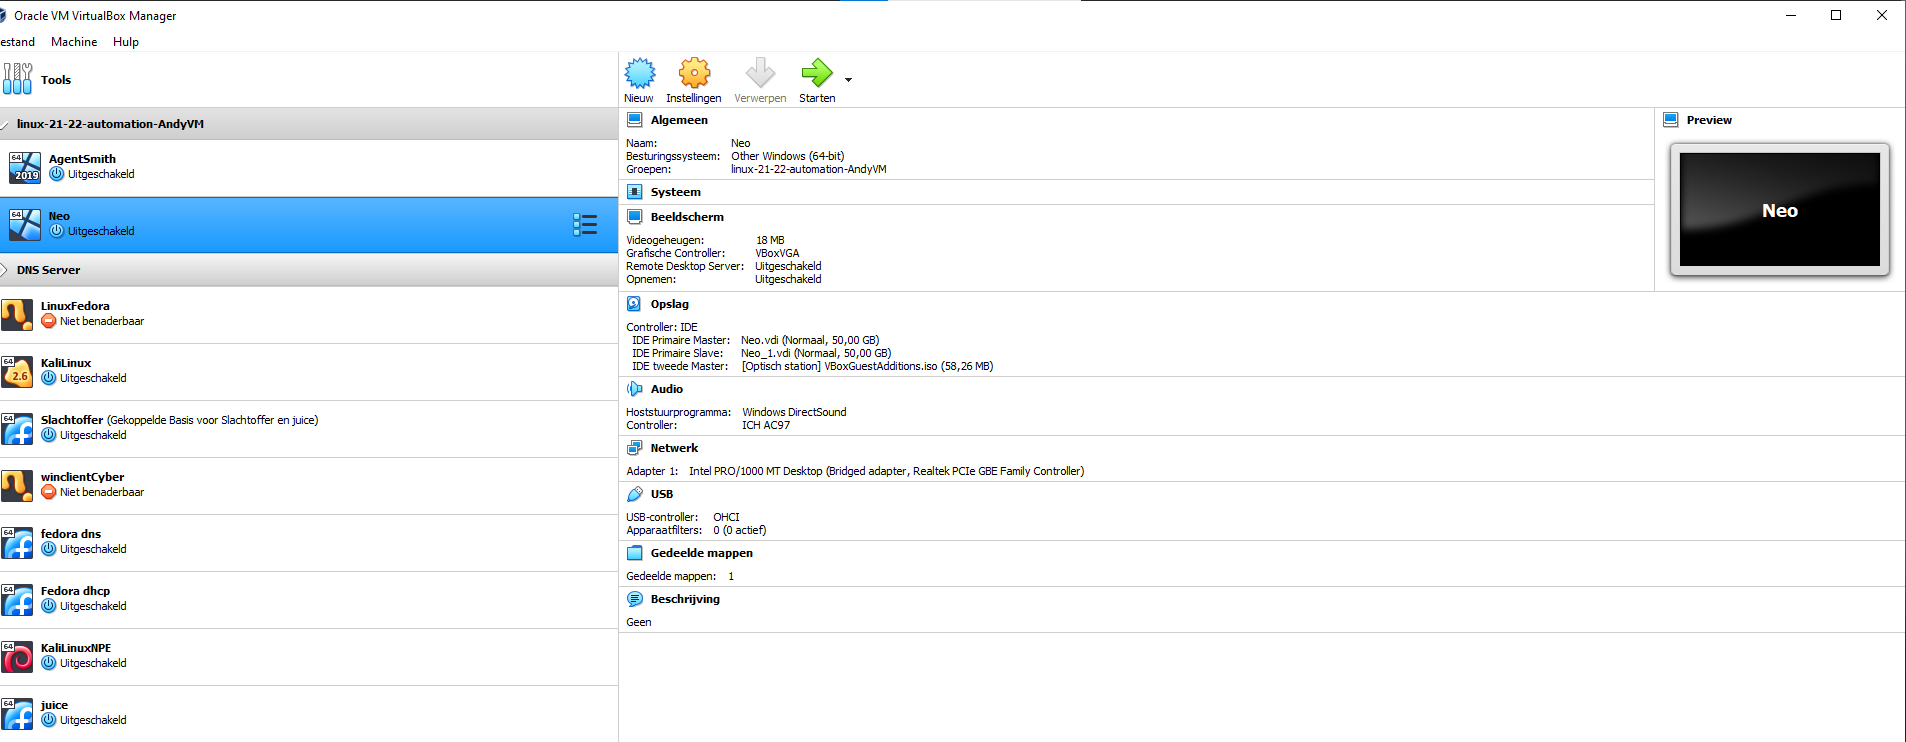 Oracle VM VirtualBox Manager
estand Machine Hulp
Tools
linux-21-22-automation-AndyVM
64
2019
AgentSmith
Uitgeschakeld
64
Neo
Uitgeschakeld
DNS Server
LinuxFedora
Niet benaderbaar
64
2.6
KaliLinux
Uitgeschakeld
64
Slachtoffer (Gekoppelde Basis voor Slachtoffer en juice)
Uitgeschakeld
winclientCyber
Niet benaderbaar
64
fedora dns
Uitgeschakeld
64
Fedora dhcp
Uitgeschakeld
64
KaliLinuxNPE
Uitgeschakeld
64
juice
Uitgeschakeld
Nieuw Instellingen Verwerpen Starten
Algemeen
Naam: Neo
Besturingssysteem: Other Windows (64-bit)
Groepen: linux-21-22-automation-AndyVM
Systeem
Beeldscherm
Videogeheugen: 18 MB
Grafische Controller: VBoxVGA
Remote Desktop Server: Uitgeschakeld
Opnemen: Uitgeschakeld
Opslag
Controller: IDE
IDE Primaire Master: Neo.vdi (Normaal, 50,00 GB)
IDE Primaire Slave: Neo_1.vdi (Normaal, 50,00 GB)
IDE tweede Master: [Optisch station] VBoxGuestAdditions.iso (58,26 MB)
Audio
Hoststuurprogramma: Windows DirectSound
Controller: ICH AC97
Netwerk
Adapter 1: Intel PRO/1000 MT Desktop (Bridged adapter, Realtek PCIe GBE Family Controller)
USB
USB-controller: OHCI
Apparaatfilters: 0 (0 actief)
Gedeelde mappen
Gedeelde mappen: 1
Beschrijving
Geen
Preview
Neo